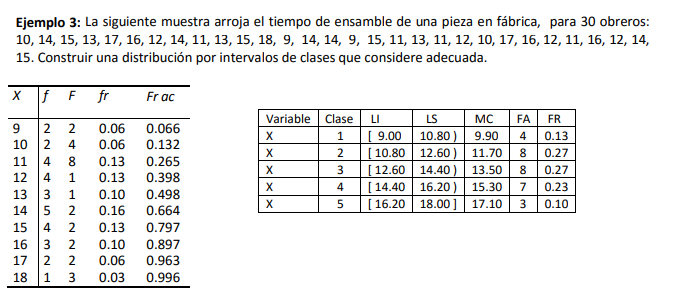 Ejemplo 3: La siguiente muestra arroja el tiempo de ensamble de una pieza en fábrica, para 30 obreros:
10, 14, 15, 13, 17, 16, 12, 14, 11, 13, 15, 18, 9, 14, 14, 9, 15, 11, 13, 11, 12, 10, 17, 16, 12, 11, 16, 12, 14,
15. Construir una distribución por intervalos de clases que considere adecuada.
X f F fr Fr ac
9 2 2 0.06 0.066
10 2 4 0.06 0.132
11 4 8 0.13 0.265
12 4 1 0.13 0.398
13 3 1 0.10 0.498
14 5 2 0.16 0.664
15 4 2 0.13 0.797
16 3 2 0.10 0.897
17 2 2 0.06 0.963
18 1 3 0.03 0.996
Variable Clase LI LS MC FA FR
X 1 [ 9.00 10.80 ) 9.90 4 0.13
X 2 [ 10.80 12.60 ) 11.70 8 0.27
X 3 [ 12.60 14.40 ) 13.50 8 0.27
X 4 [ 14.40 16.20 ) 15.30 7 0.23
X 5 [ 16.20 18.00 ] 17.10 3 0.10